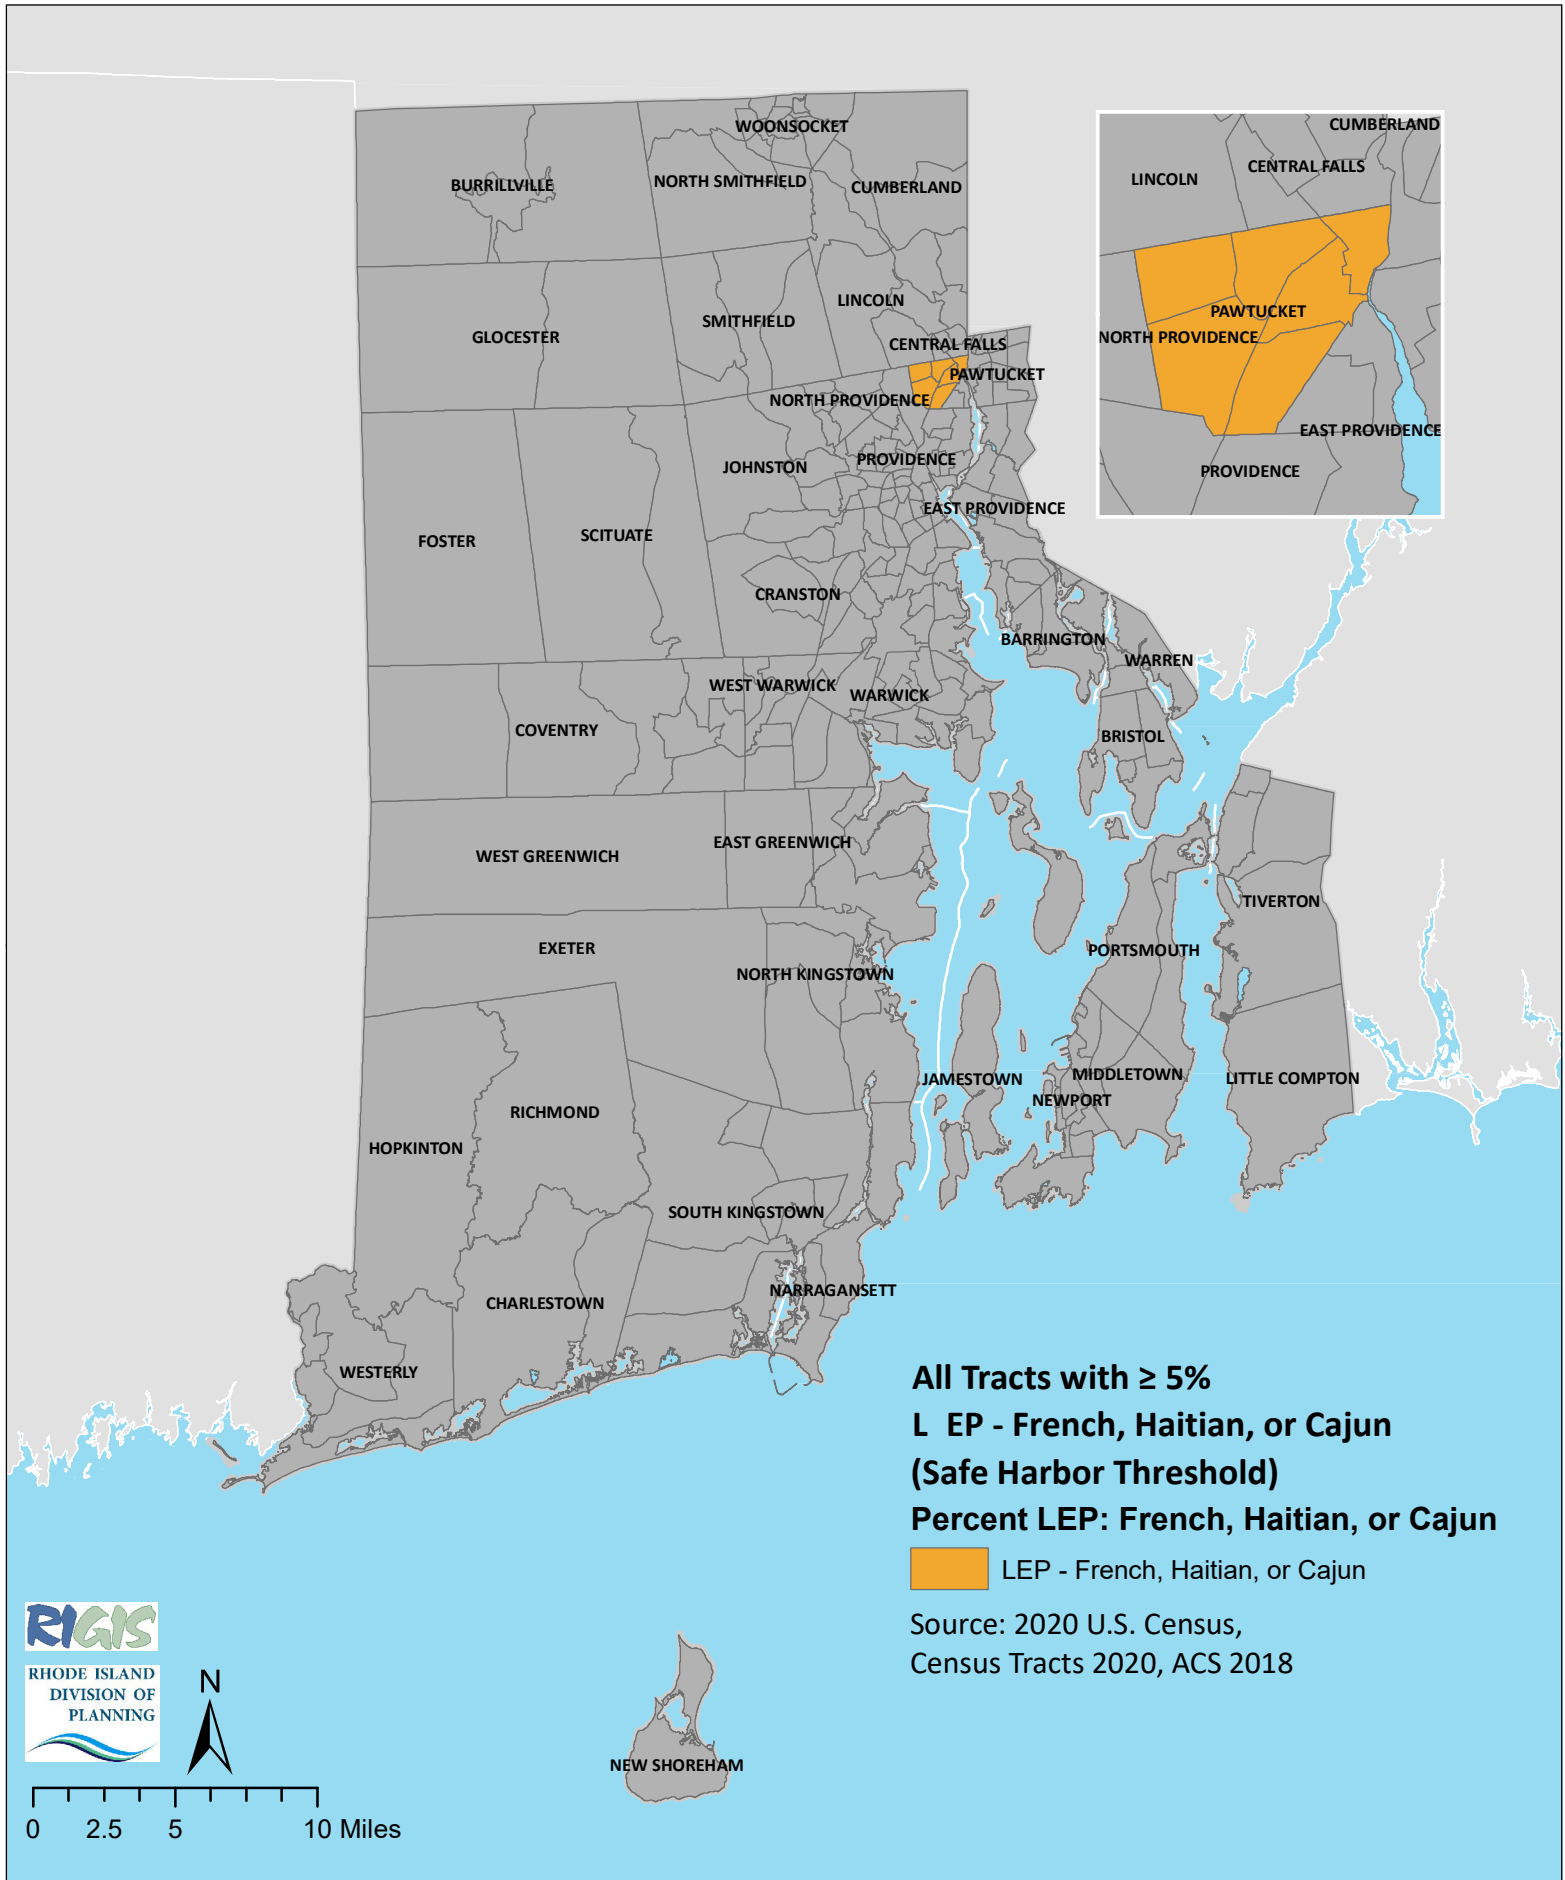 WOONSOCKET
BURRILLVILLE
NORTH SMITHFIELD
CUMBERLAND
GLOCESTER
SMITHFIELD
LINCOLN
CENTRAL FALLS
PAWTUCKET
NORTH PROVIDENCE
JOHNSTON
PROVIDENCE
EAST PROVIDENCE
FOSTER
SCITUATE
CRANSTON
BARRINGTON
WARREN
WEST WARWICK
WARWICK
COVENTRY
BRISTOL
WEST GREENWICH
EAST GREENWICH
TIVERTON
EXETER
NORTH KINGSTOWN
PORTSMOUTH
JAMESTOWN
MIDDLETOWN
LITTLE COMPTON
NEWPORT
RICHMOND
HOPKINTON
SOUTH KINGSTOWN
NARRAGANSETT
CHARLESTOWN
WESTERLY
NEW SHOREHAM
CUMBERLAND
CENTRAL FALLS
LINCOLN
PAWTUCKET
NORTH PROVIDENCE
EAST PROVIDENCE
PROVIDENCE
All Tracts with ≥ 5%
L EP - French, Haitian, or Cajun
(Safe Harbor Threshold)
Percent LEP: French, Haitian, or Cajun
LEP - French, Haitian, or Cajun
Source: 2020 U.S. Census,
Census Tracts 2020, ACS 2018
RIGIS
RHODE ISLAND
DIVISION OF
PLANNING
N
0 2.5 5 10 Miles